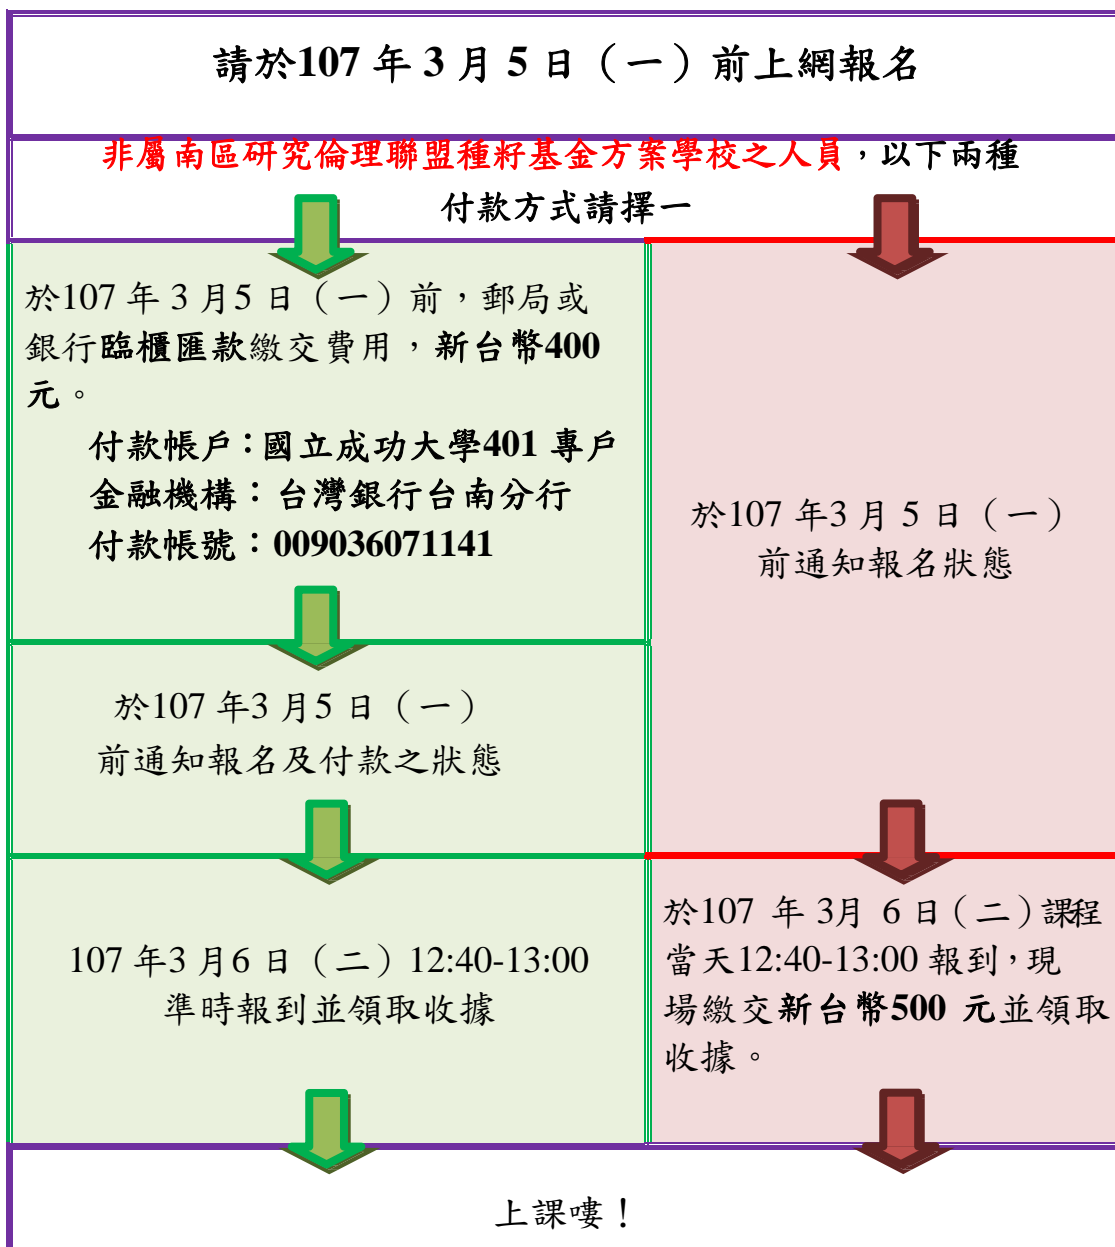 請於107 年 3 月 5 日（一）前上網報名
非屬南區研究倫理聯盟種籽基金方案學校之人員，以下兩種
付款方式請擇一
於107 年 3 月5 日（一）前，郵局或
銀行臨櫃匯款繳交費用，新台幣400
元。
付款帳戶：國立成功大學401 專戶
金融機構：台灣銀行台南分行
付款帳號：009036071141
於107 年3 月5 日（一）
前通知報名及付款之狀態
107 年3 月6 日（二）12:40-13:00
準時報到並領取收據
於107 年3 月 5 日（一）
前通知報名狀態
於107 年 3月 6 日（二）課程
當天12:40-13:00 報到，現
場繳交新台幣500 元並領取
收據。
上課嘍！